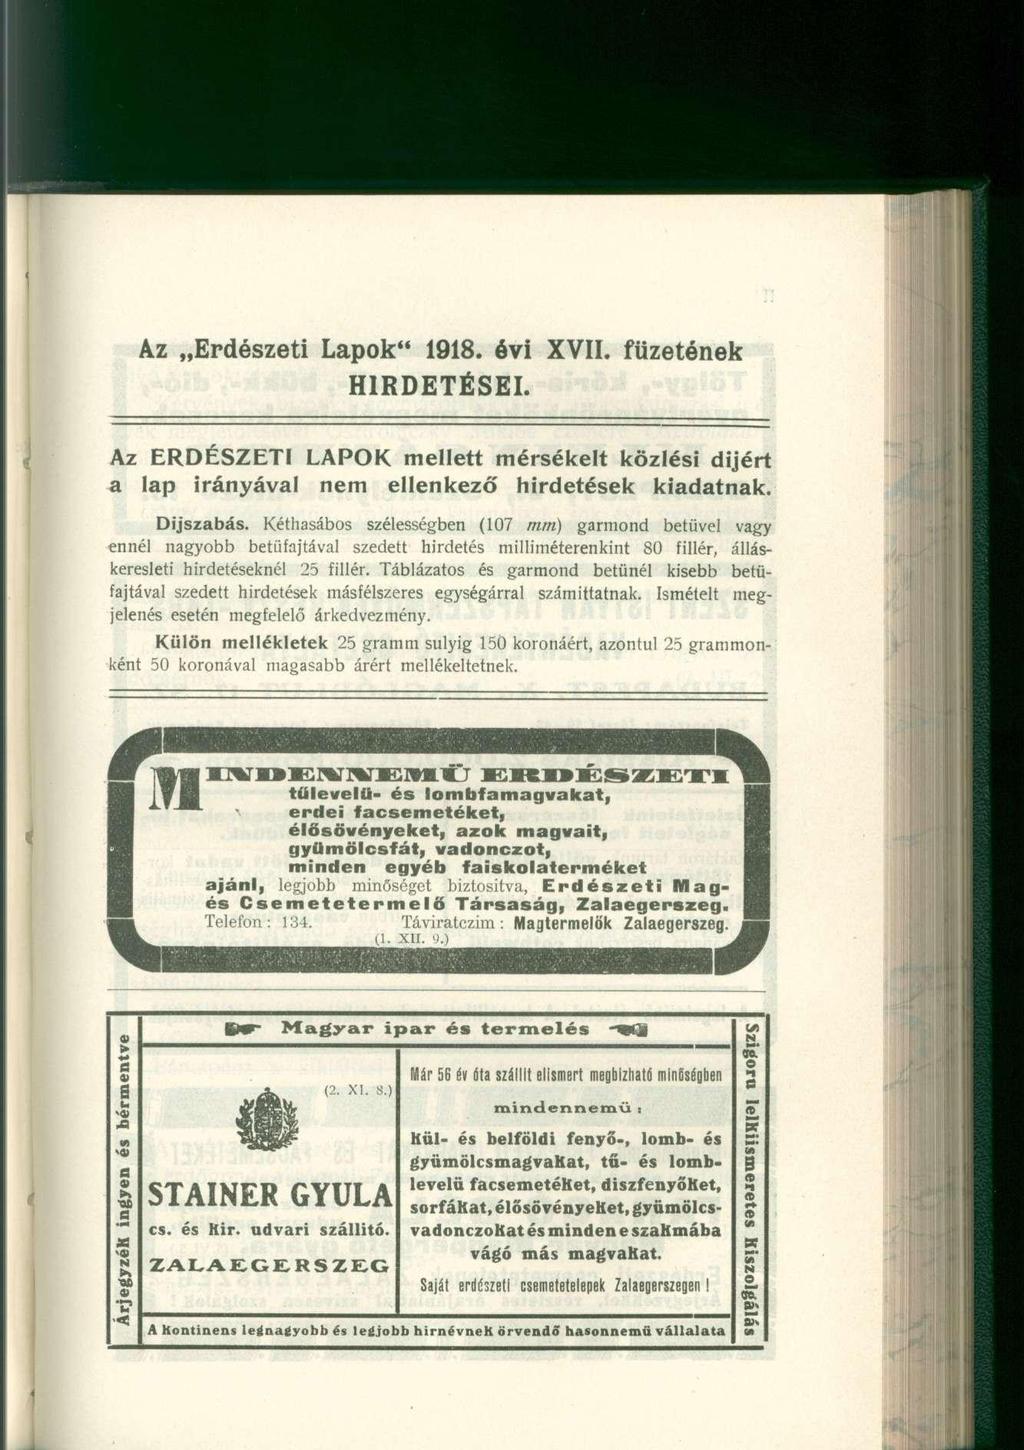 Az „Erdészeti Lapok“ 1918. évi XVII. füzetének
HIRDETÉSEI.
Az ERDÉSZETI LAPOK mellett mérsékelt közlési dijért
a lap irányával nem ellenkező hirdetések kiadatnak.
Dijszabás. Kéthasábos szélességben (107 mm) garmond betüvel vagy
ennél nagyobb betüfajtával szedett hirdetés milliméterenkint 80 fillér, állás-
keresleti hirdetéseknél 25 fillér. Táblázatos és garmond betünél kisebb betü-
fajtával szedett hirdetések másfélszeres egységárral számittatnak. Ismételt meg-
jelenés esetén megfelelő árkedvezmény.
Külön mellékletek 25 gramm sulyig 150 koronáért, azontul 25 grammon-
ként 50 koronával magasabb árért mellékeltetnek.
MINDENNEMÜ ERDÉSZETI
tűlevelü- és lombfamagvakat,
erdei facsemetéket,
élősövényeket, azok magvait,
gyümölcsfát, vadonczot,
minden egyéb faiskolaterméket
ajánl, legjobb minőséget biztositva, Erdészeti Mag-
és Csemetetermelő Társaság, Zalaegerszeg.
Telefon: 134. Táviratczim: Magtermelők Zalaegerszeg.
(1. XII. 9.)
Árjegyzék ingyen és bérmentve
Magyar ipar és termelés
(2. XI. 8.)
STAINER GYULA
cs. és kir. udvari szállitó.
ZALAEGERSZEG
Már 56 év óta szállit elismert megbizható minőségben
mindennemü:
kül- és belföldi fenyő-, lomb- és
gyümölcsmagvakat, tű- és lomb-
levelü facsemetéket, diszfenyőket,
sorfákat, élősövényeket, gyümölcs-
vadonczokat és minden e szakmába
vágó más magvakat.
Saját erdészeti csemetetelepek Zalaegerszegen!
Szigoru lelkiismeretes kiszolgálás
A kontinens legnagyobb és legjobb hirnévnek örvendő hasonnemü vállalata